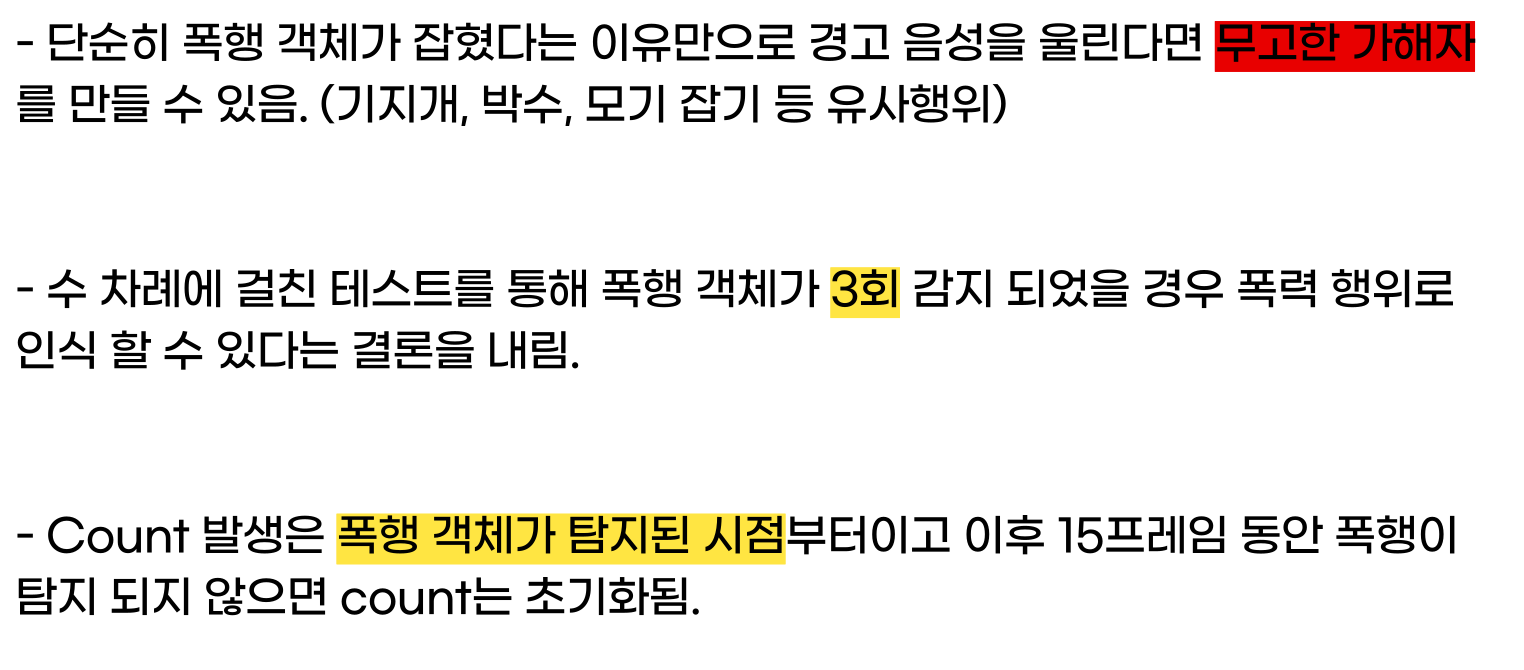 - 단순히 폭행 객체가 잡혔다는 이유만으로 경고 음성을 울린다면 무고한 가해자
를 만들 수 있음. (기지개, 박수, 모기 잡기 등 유사행위)
- 수 차례에 걸친 테스트를 통해 폭행 객체가 3회 감지 되었을 경우 폭력 행위로
인식 할 수 있다는 결론을 내림.
- Count 발생은 폭행 객체가 탐지된 시점부터이고 이후 15프레임 동안 폭행이
탐지 되지 않으면 count는 초기화됨.